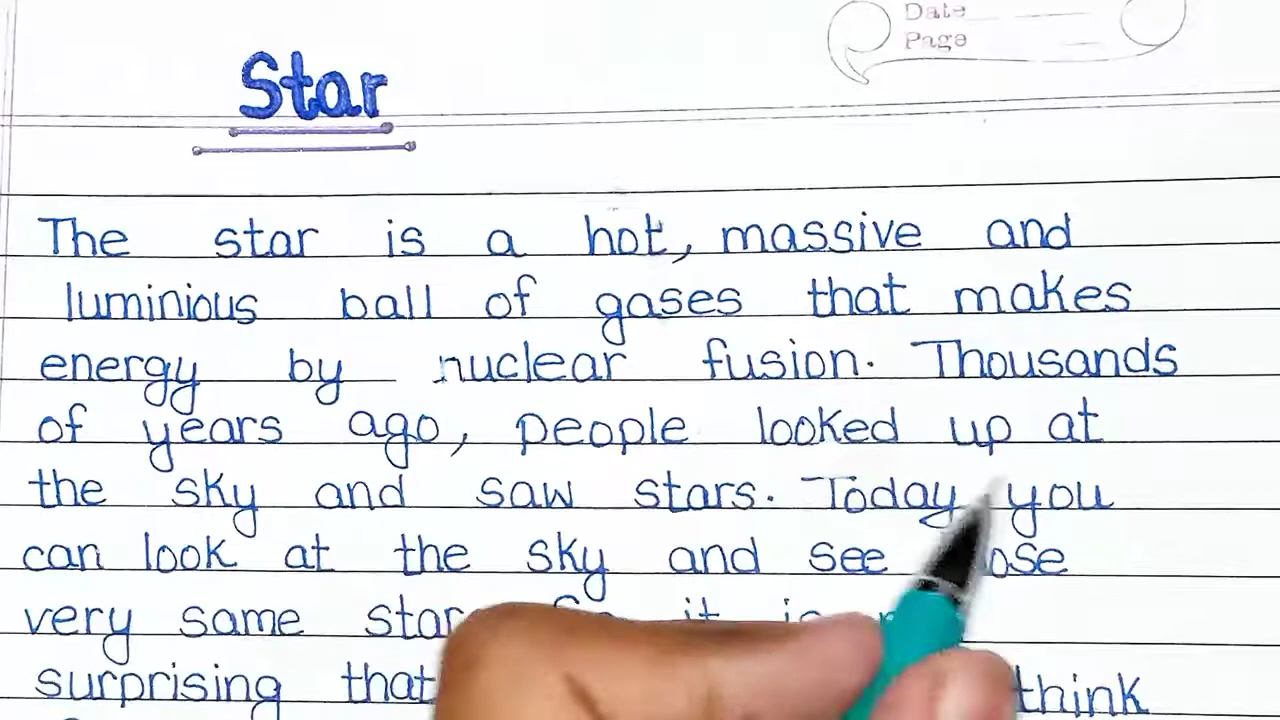 Date
Page
Star
The star is a hot, massive and
luminious ball of gases that makes
energy by nuclear fusion. Thousands
of years ago, people looked up at
the sky and saw stars. Today you
can look at the sky and see
very same
surprising that think